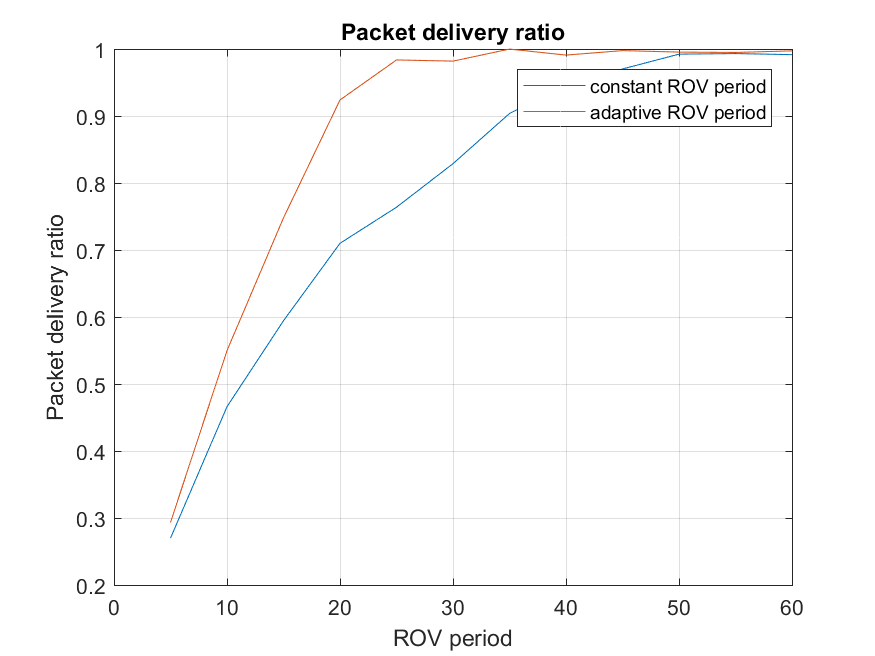 Packet delivery ratio
constant ROV period
adaptive ROV period
Packet delivery ratio
1
0.9
0.8
0.7
0.6
0.5
0.4
0.3
0.2
0 10 20 30 40 50 60
ROV period